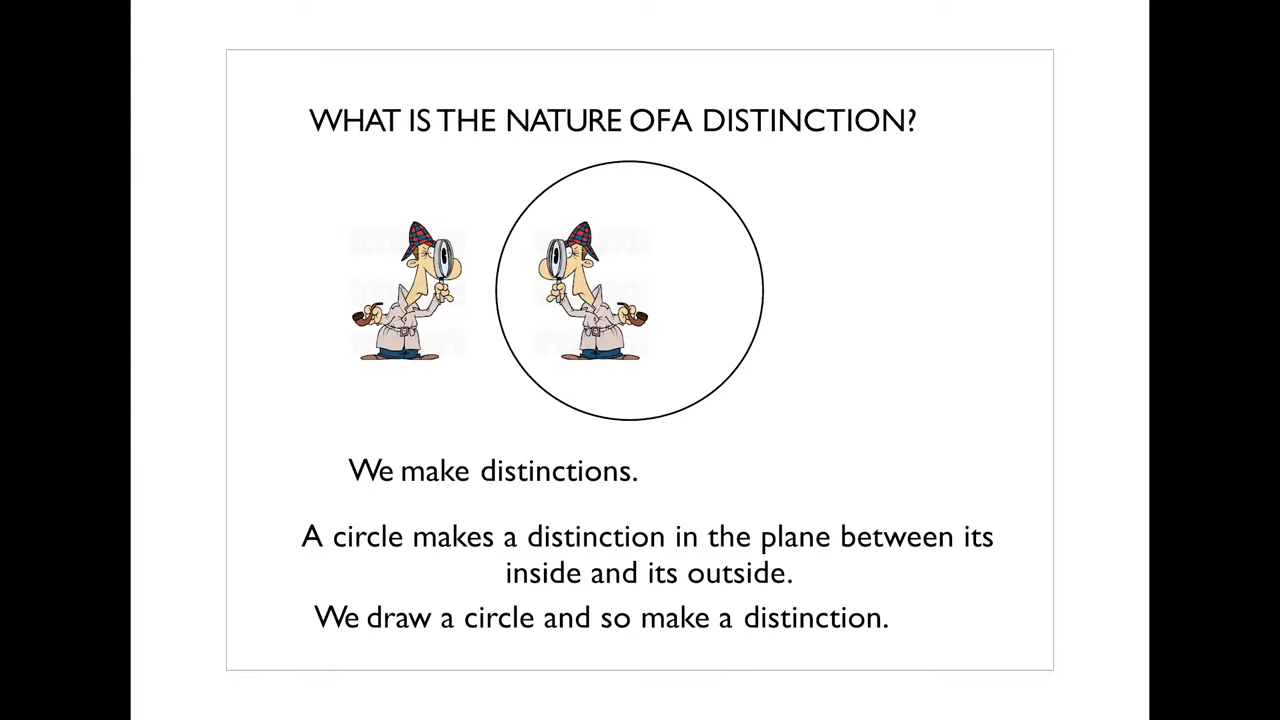 WHAT IS THE NATURE OFA DISTINCTION?
We make distinctions.
A circle makes a distinction in the plane between its
inside and its outside.
We draw a circle and so make a distinction.